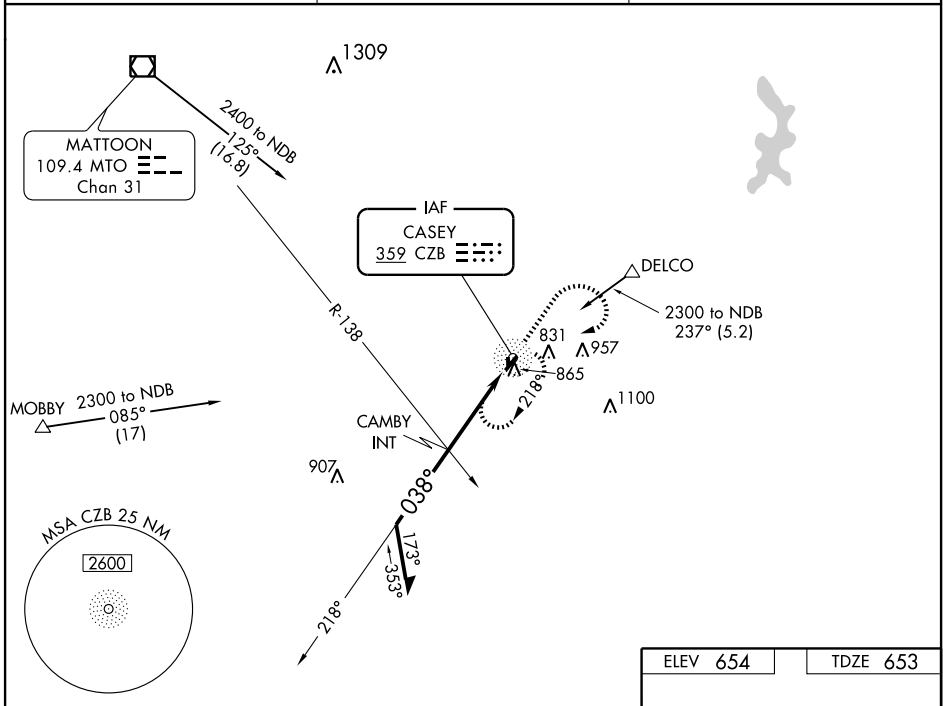 1309
2400 to NDB
125°
(16.8)
MATTOON
109.4 MTO
Chan 31
IAF
CASEY
359 CZB
DELCO
2300 to NDB
237° (5.2)
R-138
831
957
865
218°
1100
MOBBY
2300 to NDB
085°
(17)
CAMBY
INT
907
038°
MSA CZB 25 NM
2600
173°
353°
218°
ELEV 654
TDZE 653